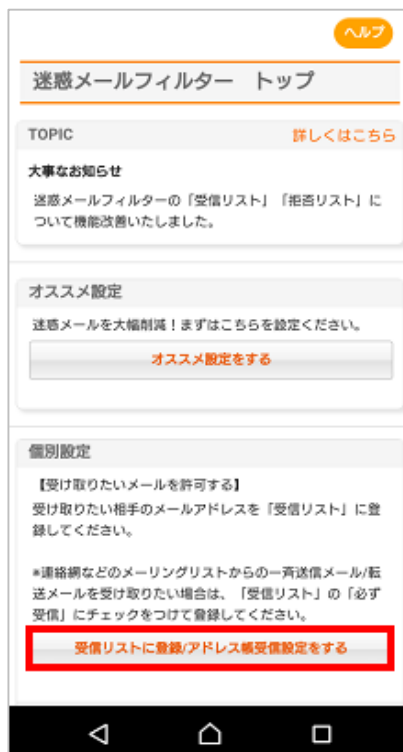 ヘルプ
迷惑メールフィルター　トップ
TOPIC 詳しくはこちら
大事なお知らせ
迷惑メールフィルターの「受信リスト」「拒否リスト」に
ついて機能改善いたしました。
オススメ設定
迷惑メールを大幅削減！まずはこちらを設定ください。
オススメ設定をする
個別設定
【受け取りたいメールを許可する】
受け取りたい相手のメールアドレスを「受信リスト」に登
録してください。
*連絡網などのメーリングリストからの一斉送信メール/転
送メールを受け取りたい場合は、「受信リスト」の「必ず
受信」にチェックをつけて登録してください。
受信リストに登録/アドレス帳受信設定をする